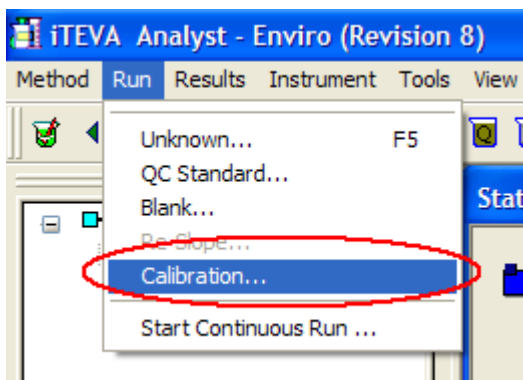 iTEVA Analyst - Enviro (Revision 8)
Method Run Results Instrument Tools View
Unknown... F5
QC Standard...
Blank...
Re-Slope...
Calibration...
Start Continuous Run ...
Q
Stat